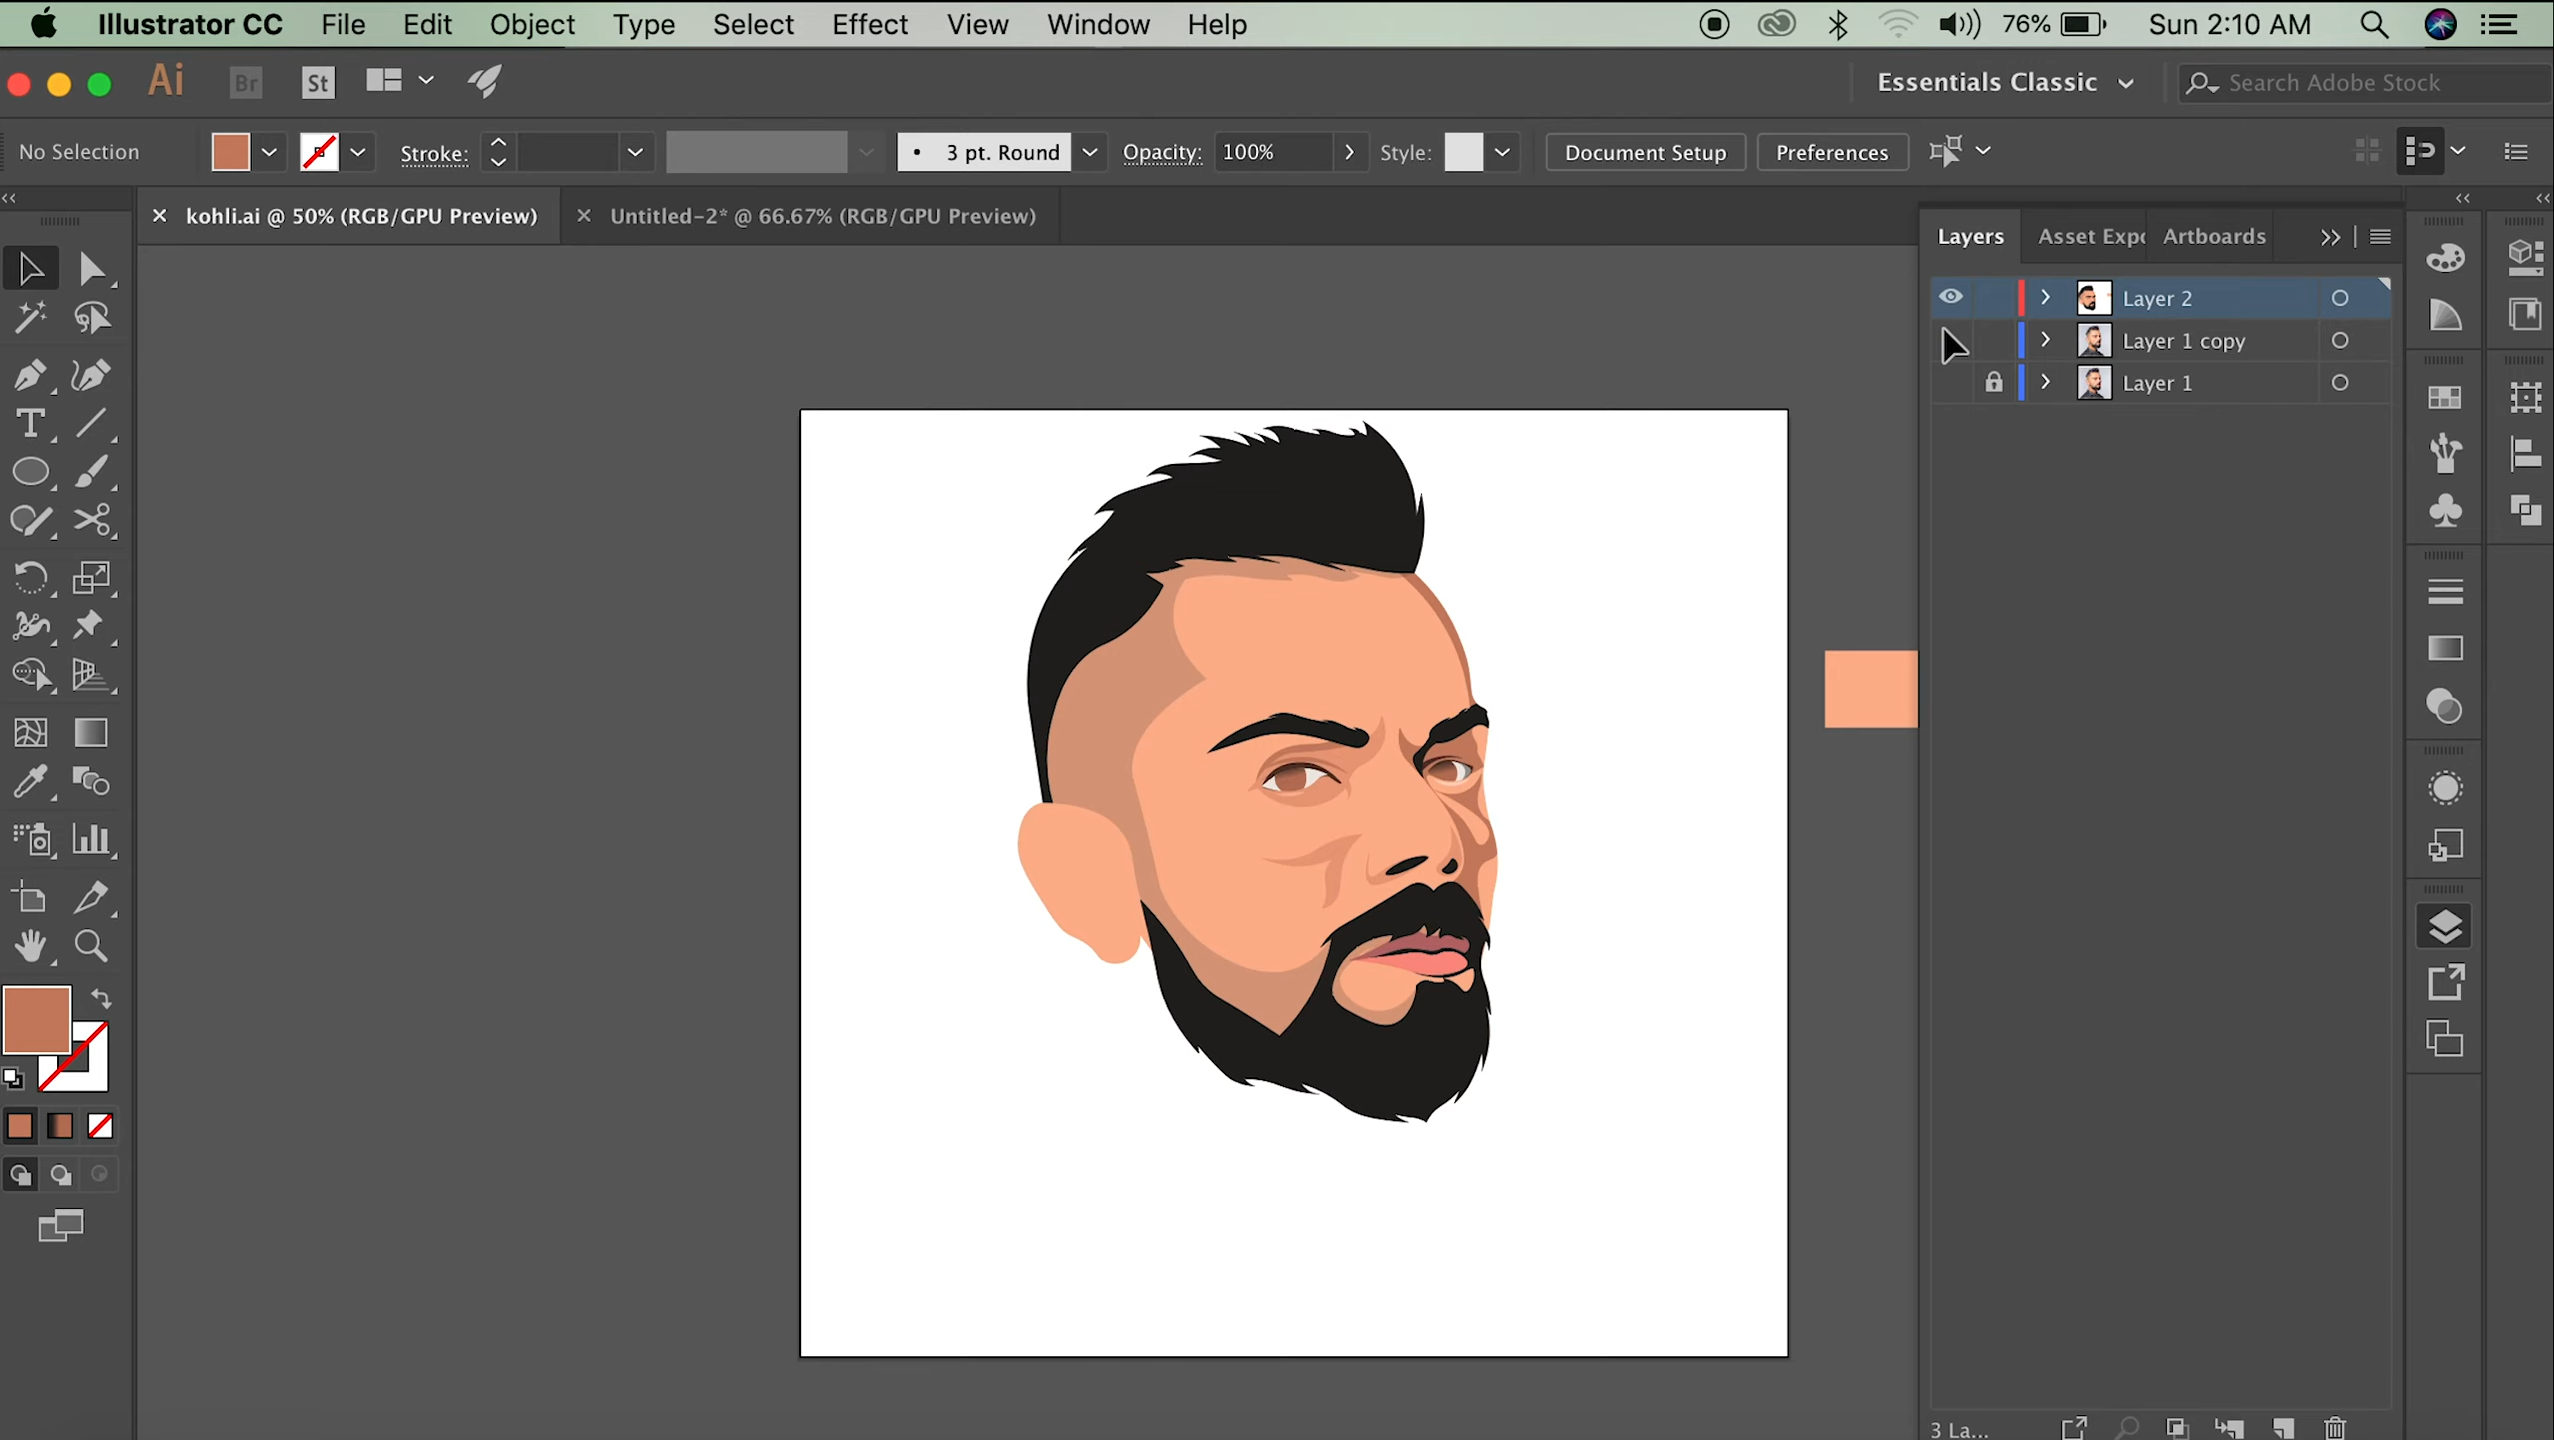 Illustrator CC File Edit Object Type Select Effect View Window Help 76% Sun 2:10 AM
Ai Br St Essentials Classic Search Adobe Stock
No Selection Stroke: 3 pt. Round Opacity: 100% Style: Document Setup Preferences
kohli.ai @ 50% (RGB/GPU Preview) Untitled-2* @ 66.67% (RGB/GPU Preview)
Layers Asset Expo Artboards
Layer 2
Layer 1 copy
Layer 1
3 La...